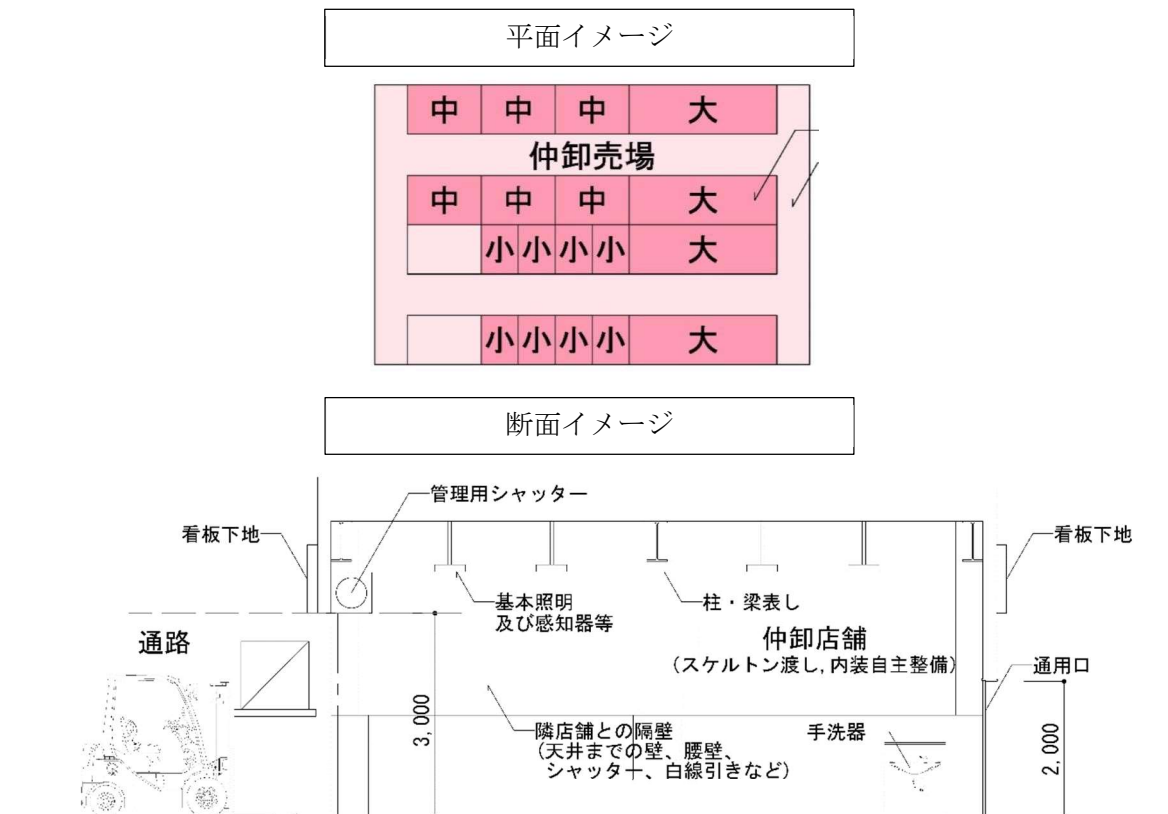 平面イメージ
中 中 中 大
仲卸売場
中 中 中 大
小 小 小 小 大
小 小 小 小 大
断面イメージ
管理用シャッター
看板下地
看板下地
基本照明
及び感知器等
柱・梁表し
通路
仲卸店舗
(スケルトン渡し,内装自主整備)
通用口
3,000
隣店舗との隔壁
(天井までの壁、腰壁、
シャッター、白線引きなど)
手洗器
2,000